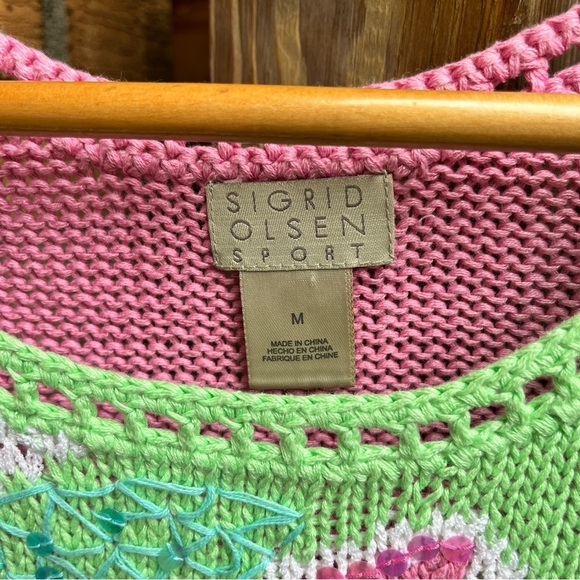 SIGRID
OLSEN
SPORT
M
MADE IN CHINA
HECHO EN CHINA
FABRIQUE EN CHINE